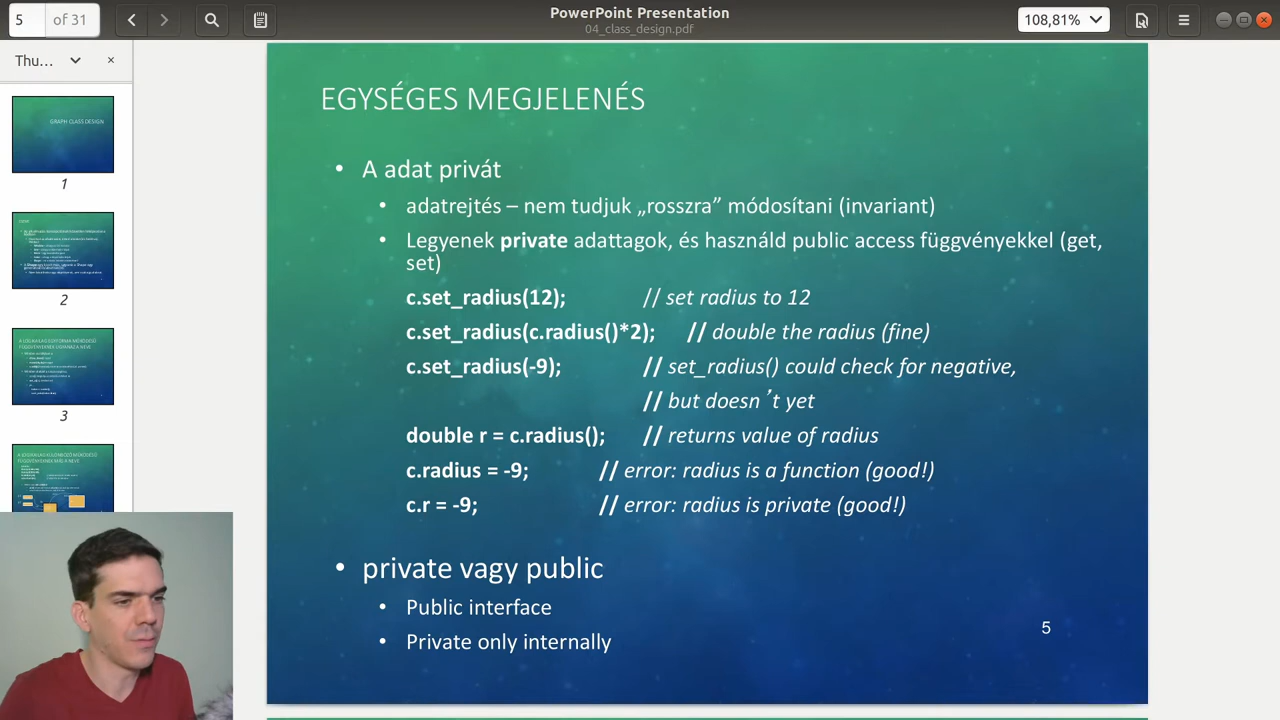 5 of 31
PowerPoint Presentation
04_class_design.pdf
108,81%
Thu...
GRAPH CLASS DESIGN
1
2
3
EGYSÉGES MEGJELENÉS
• A adat privát
• adatrejtés – nem tudjuk „rosszra” módosítani (invariant)
• Legyenek private adattagok, és használd public access függvényekkel (get,
set)
c.set_radius(12); // set radius to 12
c.set_radius(c.radius()*2); // double the radius (fine)
c.set_radius(-9); // set_radius() could check for negative,
// but doesn’t yet
double r = c.radius(); // returns value of radius
c.radius = -9; // error: radius is a function (good!)
c.r = -9; // error: radius is private (good!)
• private vagy public
• Public interface
• Private only internally
5